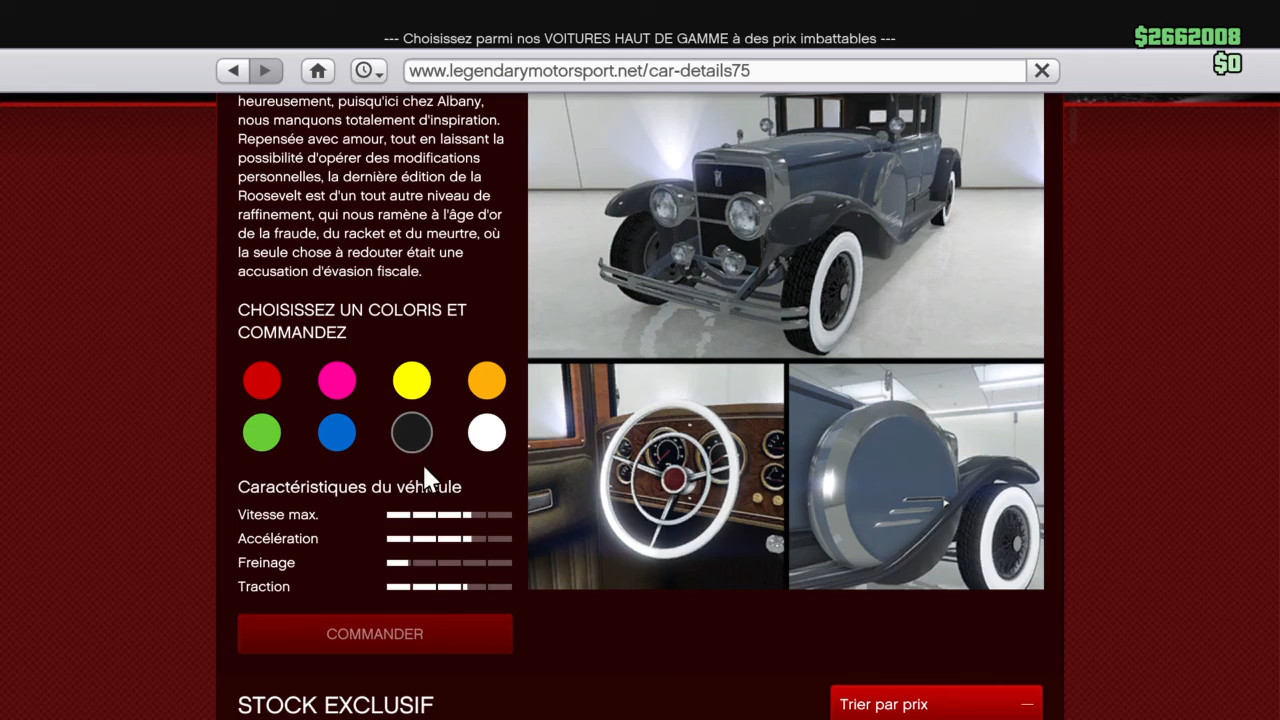 --- Choisissez parmi nos VOITURES HAUT DE GAMME à des prix imbattables ---
$2662008
$0
www.legendarymotorsport.net/car-details75
heureusement, puisqu'ici chez Albany,
nous manquons totalement d'inspiration.
Repensée avec amour, tout en laissant la
possibilité d'opérer des modifications
personnelles, la dernière édition de la
Roosevelt est d'un tout autre niveau de
raffinement, qui nous ramène à l'âge d'or
de la fraude, du racket et du meurtre, où
la seule chose à redouter était une
accusation d'évasion fiscale.
CHOISISSEZ UN COLORIS ET
COMMANDEZ
Caractéristiques du véhicule
Vitesse max.
Accélération
Freinage
Traction
COMMANDER
STOCK EXCLUSIF
Trier par prix